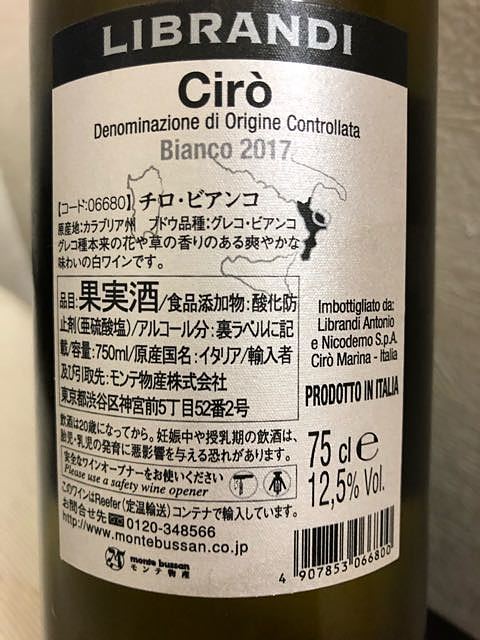 LIBRANDI
Cirò
Denominazione di Origine Controllata
Bianco 2017
【コード:06680】チロ・ビアンコ
原産地:カラブリア州　ブドウ品種:グレコ・ビアンコ
グレコ種本来の花や草の香りのある爽やかな
味わいの白ワインです。
品目:果実酒/食品添加物:酸化防
止剤(亜硫酸塩)/アルコール分:裏ラベルに記
載/容量:750ml/原産国名:イタリア/輸入者
及び引取先:モンテ物産株式会社
東京都渋谷区神宮前5丁目52番2号
Imbottigliato da:
Librandi Antonio
e Nicodemo S.p.A.
Cirò Marina - Italia
PRODOTTO IN ITALIA
飲酒は20歳になってから。妊娠中や授乳期の飲酒は、
胎児・乳児の発育に悪影響を与える恐れがあります。
安全なワインオープナーをお使いください
Please use a safety wine opener
このワインはReefer(定温輸送)コンテナで輸入しています。
お問合せ先 0120-348566
http://www.montebussan.co.jp
monte bussan
モンテ物産
75 cl e
12,5% Vol.
4 907853 066800